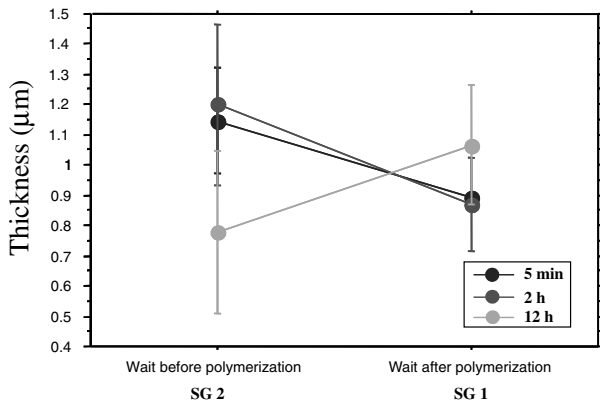 Thickness (μm)
1.5
1.4
1.3
1.2
1.1
1
0.9
0.8
0.7
0.6
0.5
0.4
5 min
2 h
12 h
Wait before polymerization
Wait after polymerization
SG 2
SG 1